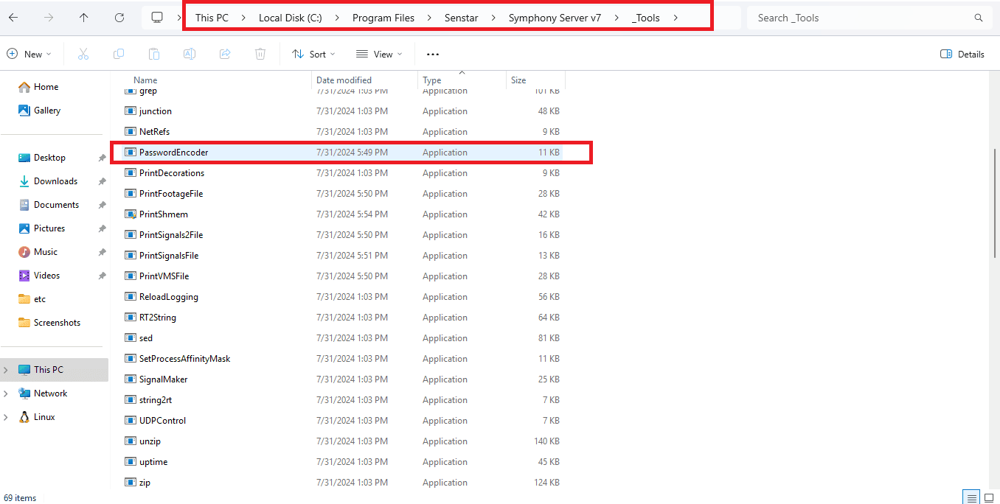 This PC > Local Disk (C:) > Program Files > Senstar > Symphony Server v7 > _Tools >
Search _Tools
New
Sort
View
Details
Name Date modified Type Size
grep 7/31/2024 1:03 PM Application 101 KB
junction 7/31/2024 1:03 PM Application 48 KB
NetRefs 7/31/2024 1:03 PM Application 9 KB
PasswordEncoder 7/31/2024 5:49 PM Application 11 KB
PrintDecorations 7/31/2024 1:03 PM Application 9 KB
PrintFootageFile 7/31/2024 5:50 PM Application 28 KB
PrintShmem 7/31/2024 5:54 PM Application 42 KB
PrintSignals2File 7/31/2024 5:50 PM Application 16 KB
PrintSignalsFile 7/31/2024 5:51 PM Application 13 KB
PrintVMSFile 7/31/2024 5:50 PM Application 28 KB
ReloadLogging 7/31/2024 1:03 PM Application 56 KB
RT2String 7/31/2024 1:03 PM Application 64 KB
sed 7/31/2024 1:03 PM Application 81 KB
SetProcessAffinityMask 7/31/2024 1:03 PM Application 11 KB
SignalMaker 7/31/2024 1:03 PM Application 25 KB
string2rt 7/31/2024 1:03 PM Application 7 KB
UDPControl 7/31/2024 1:03 PM Application 7 KB
unzip 7/31/2024 1:03 PM Application 140 KB
uptime 7/31/2024 1:03 PM Application 45 KB
zip 7/31/2024 1:03 PM Application 124 KB
Home
Gallery
Desktop
Downloads
Documents
Pictures
Music
Videos
etc
Screenshots
This PC
Network
Linux
69 items